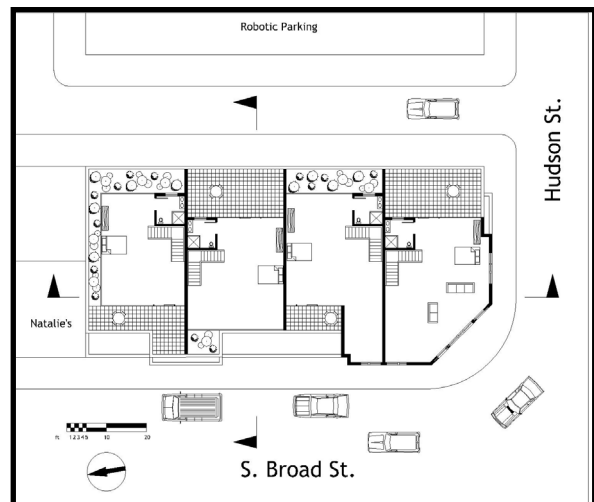 Robotic Parking
Hudson St.
Natalie's
ft. 1 2 3 4 5 10 20
S. Broad St.